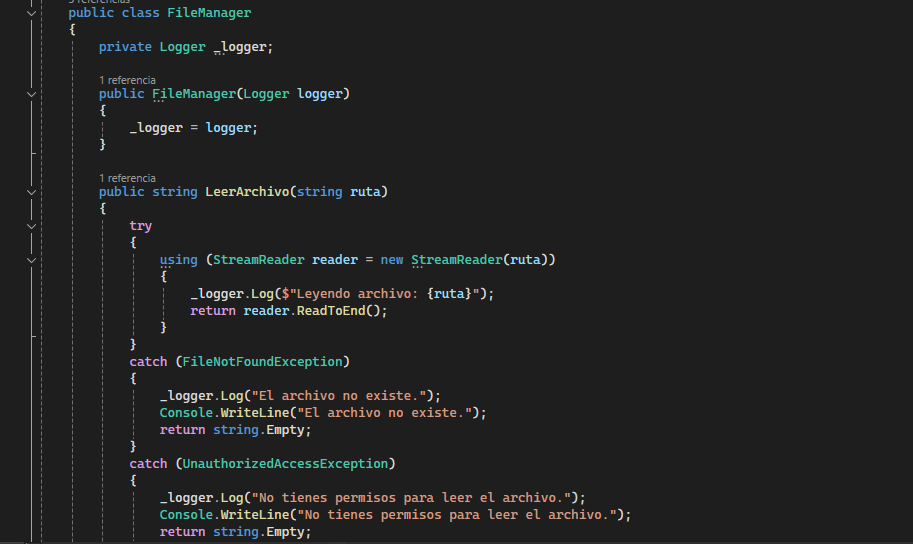 3 referencias
public class FileManager
{
private Logger _logger;
1 referencia
public FileManager(Logger logger)
{
_logger = logger;
}
1 referencia
public string LeerArchivo(string ruta)
{
try
{
using (StreamReader reader = new StreamReader(ruta))
{
_logger.Log($"Leyendo archivo: {ruta}");
return reader.ReadToEnd();
}
}
catch (FileNotFoundException)
{
_logger.Log("El archivo no existe.");
Console.WriteLine("El archivo no existe.");
return string.Empty;
}
catch (UnauthorizedAccessException)
{
_logger.Log("No tienes permisos para leer el archivo.");
Console.WriteLine("No tienes permisos para leer el archivo.");
return string.Empty;